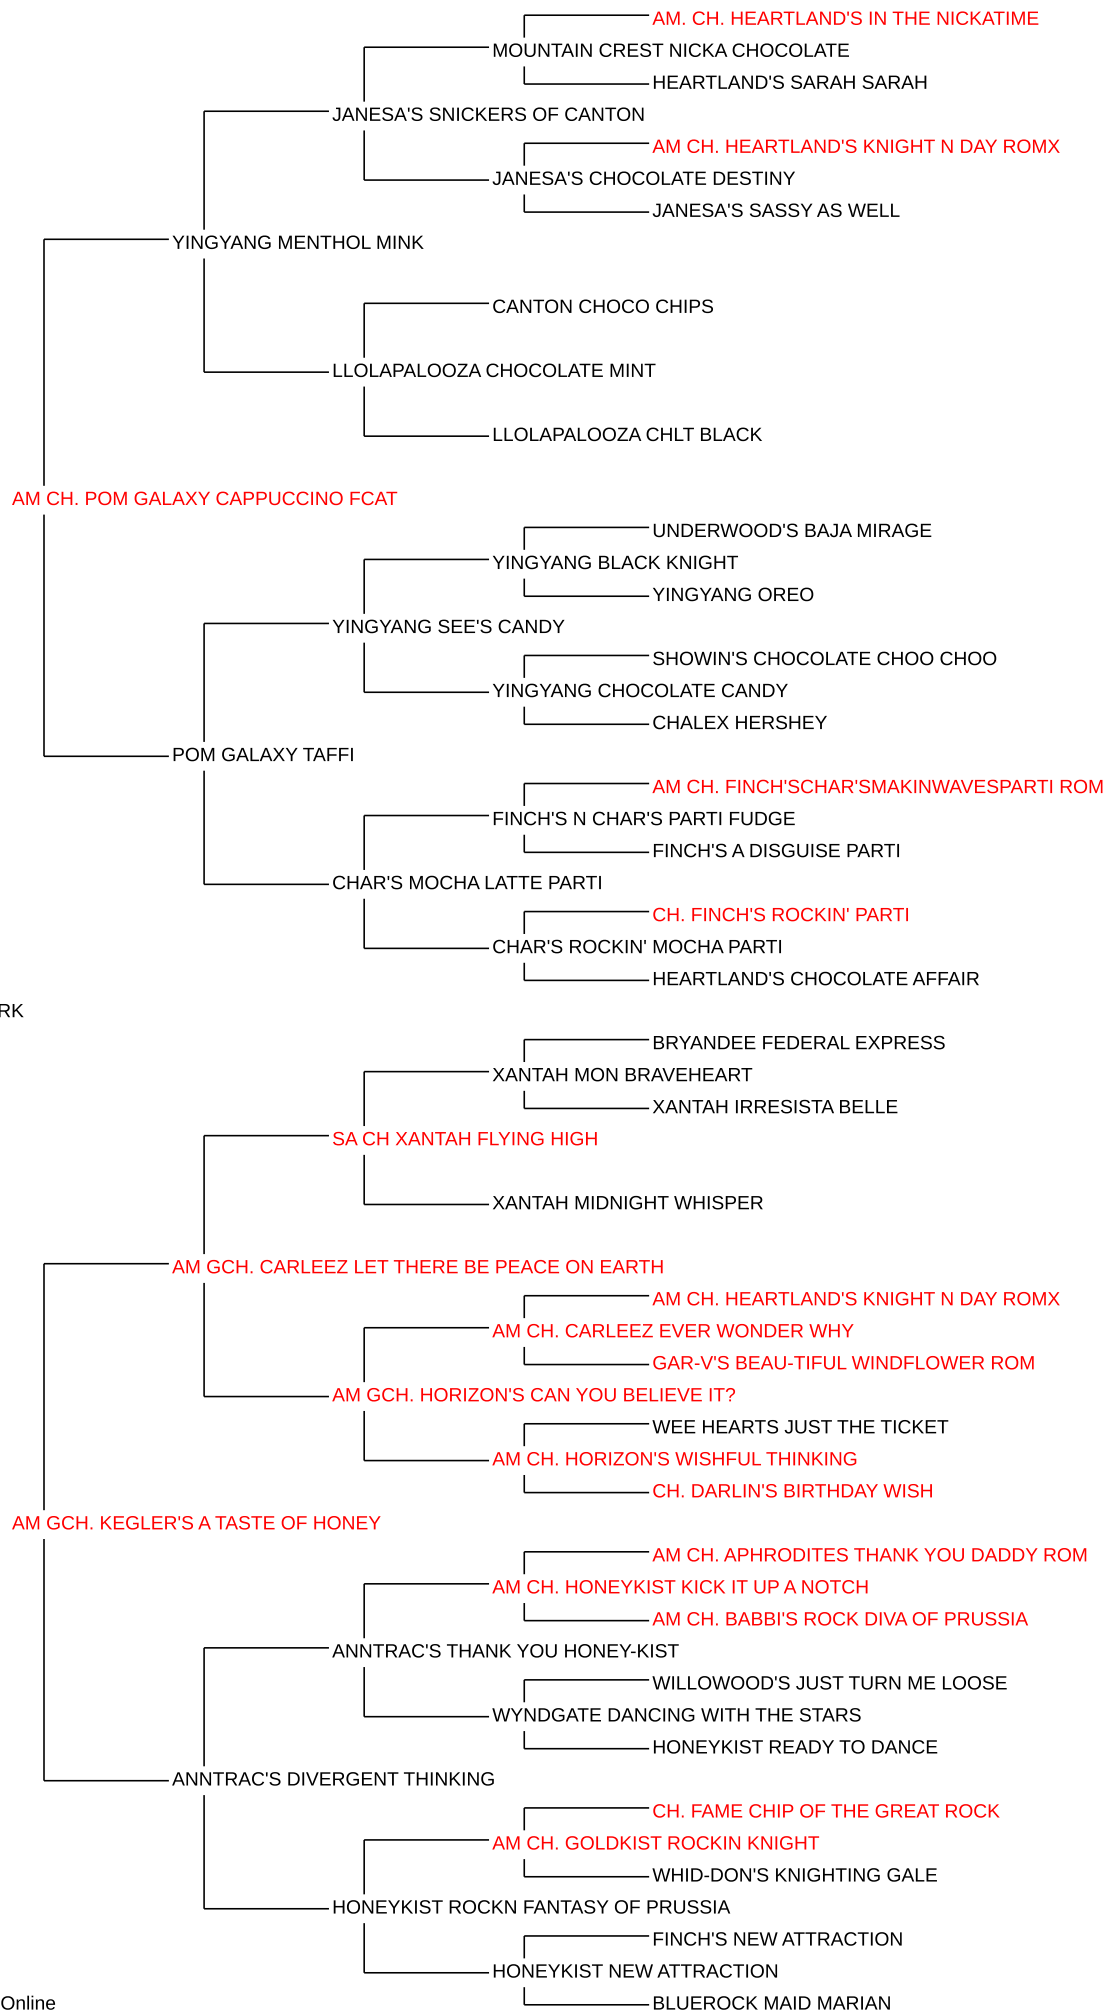 AM. CH. HEARTLAND'S IN THE NICKATIME
MOUNTAIN CREST NICKA CHOCOLATE
HEARTLAND'S SARAH SARAH
JANESA'S SNICKERS OF CANTON
AM CH. HEARTLAND'S KNIGHT N DAY ROMX
JANESA'S CHOCOLATE DESTINY
JANESA'S SASSY AS WELL
YINGYANG MENTHOL MINK
CANTON CHOCO CHIPS
LLOLAPALOOZA CHOCOLATE MINT
LLOLAPALOOZA CHLT BLACK
AM CH. POM GALAXY CAPPUCCINO FCAT
UNDERWOOD'S BAJA MIRAGE
YINGYANG BLACK KNIGHT
YINGYANG OREO
YINGYANG SEE'S CANDY
SHOWIN'S CHOCOLATE CHOO CHOO
YINGYANG CHOCOLATE CANDY
CHALEX HERSHEY
POM GALAXY TAFFI
AM CH. FINCH'SCHAR'SMAKINWAVESPARTI ROM
FINCH'S N CHAR'S PARTI FUDGE
FINCH'S A DISGUISE PARTI
CHAR'S MOCHA LATTE PARTI
CH. FINCH'S ROCKIN' PARTI
CHAR'S ROCKIN' MOCHA PARTI
HEARTLAND'S CHOCOLATE AFFAIR
RK
BRYANDEE FEDERAL EXPRESS
XANTAH MON BRAVEHEART
XANTAH IRRESISTA BELLE
SA CH XANTAH FLYING HIGH
XANTAH MIDNIGHT WHISPER
AM GCH. CARLEEZ LET THERE BE PEACE ON EARTH
AM CH. HEARTLAND'S KNIGHT N DAY ROMX
AM CH. CARLEEZ EVER WONDER WHY
GAR-V'S BEAU-TIFUL WINDFLOWER ROM
AM GCH. HORIZON'S CAN YOU BELIEVE IT?
WEE HEARTS JUST THE TICKET
AM CH. HORIZON'S WISHFUL THINKING
CH. DARLIN'S BIRTHDAY WISH
AM GCH. KEGLER'S A TASTE OF HONEY
AM CH. APHRODITES THANK YOU DADDY ROM
AM CH. HONEYKIST KICK IT UP A NOTCH
AM CH. BABBI'S ROCK DIVA OF PRUSSIA
ANNTRAC'S THANK YOU HONEY-KIST
WILLOWOOD'S JUST TURN ME LOOSE
WYNDGATE DANCING WITH THE STARS
HONEYKIST READY TO DANCE
ANNTRAC'S DIVERGENT THINKING
CH. FAME CHIP OF THE GREAT ROCK
AM CH. GOLDKIST ROCKIN KNIGHT
WHID-DON'S KNIGHTING GALE
HONEYKIST ROCKN FANTASY OF PRUSSIA
FINCH'S NEW ATTRACTION
HONEYKIST NEW ATTRACTION
BLUEROCK MAID MARIAN
Online